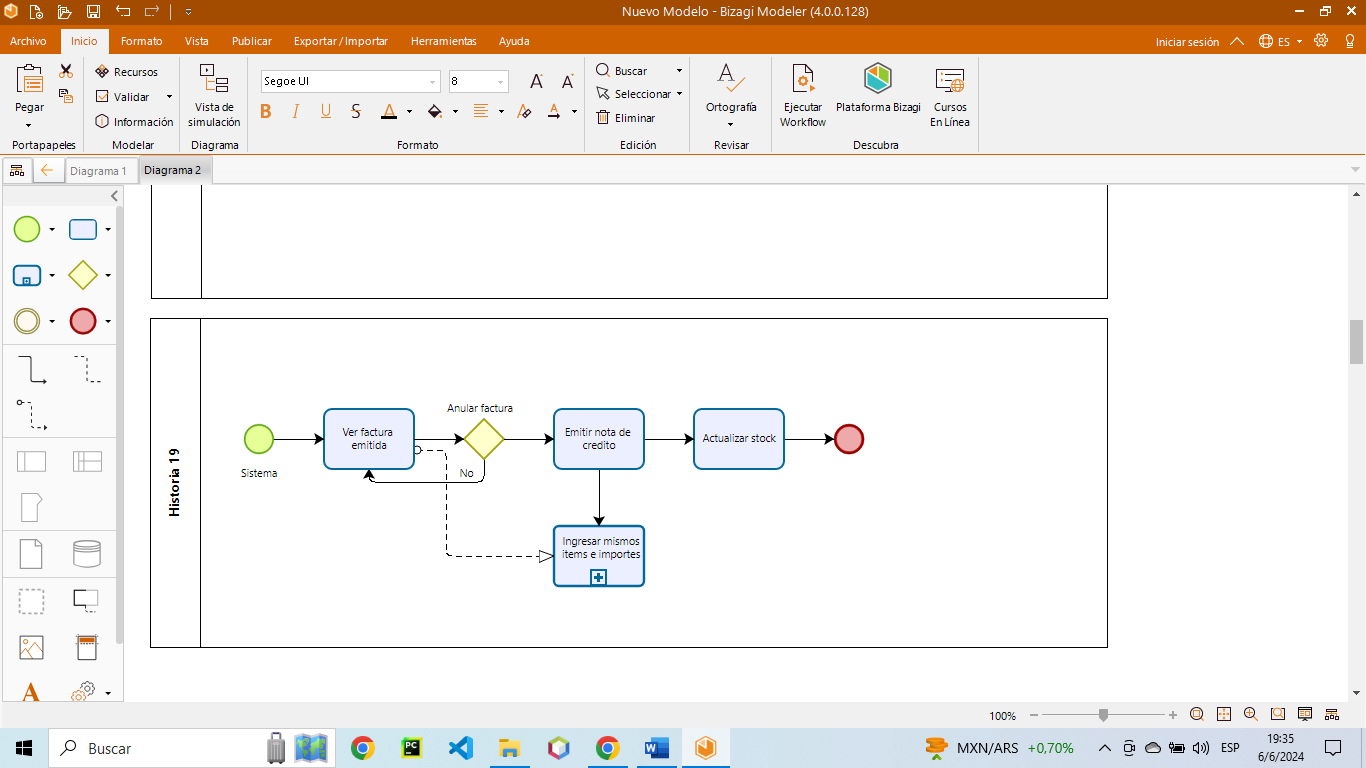 Nuevo Modelo - Bizagi Modeler (4.0.0.128)
Archivo Inicio Formato Vista Publicar Exportar / Importar Herramientas Ayuda Iniciar sesión ES
Pegar
Portapapeles
Recursos
Validar
Información
Modelar
Vista de
simulación
Diagrama
Segoe UI 8
B I U S A
Formato
Buscar
Seleccionar
Eliminar
Edición
Ortografía
Revisar
Ejecutar
Workflow
Plataforma Bizagi
Cursos
En Línea
Descubra
Diagrama 1 Diagrama 2
Historia 19
Sistema
Ver factura
emitida
Anular factura
No
Emitir nota de
credito
Actualizar stock
Ingresar mismos
items e importes
100%
Buscar
MXN/ARS +0,70%
ESP
19:35
6/6/2024